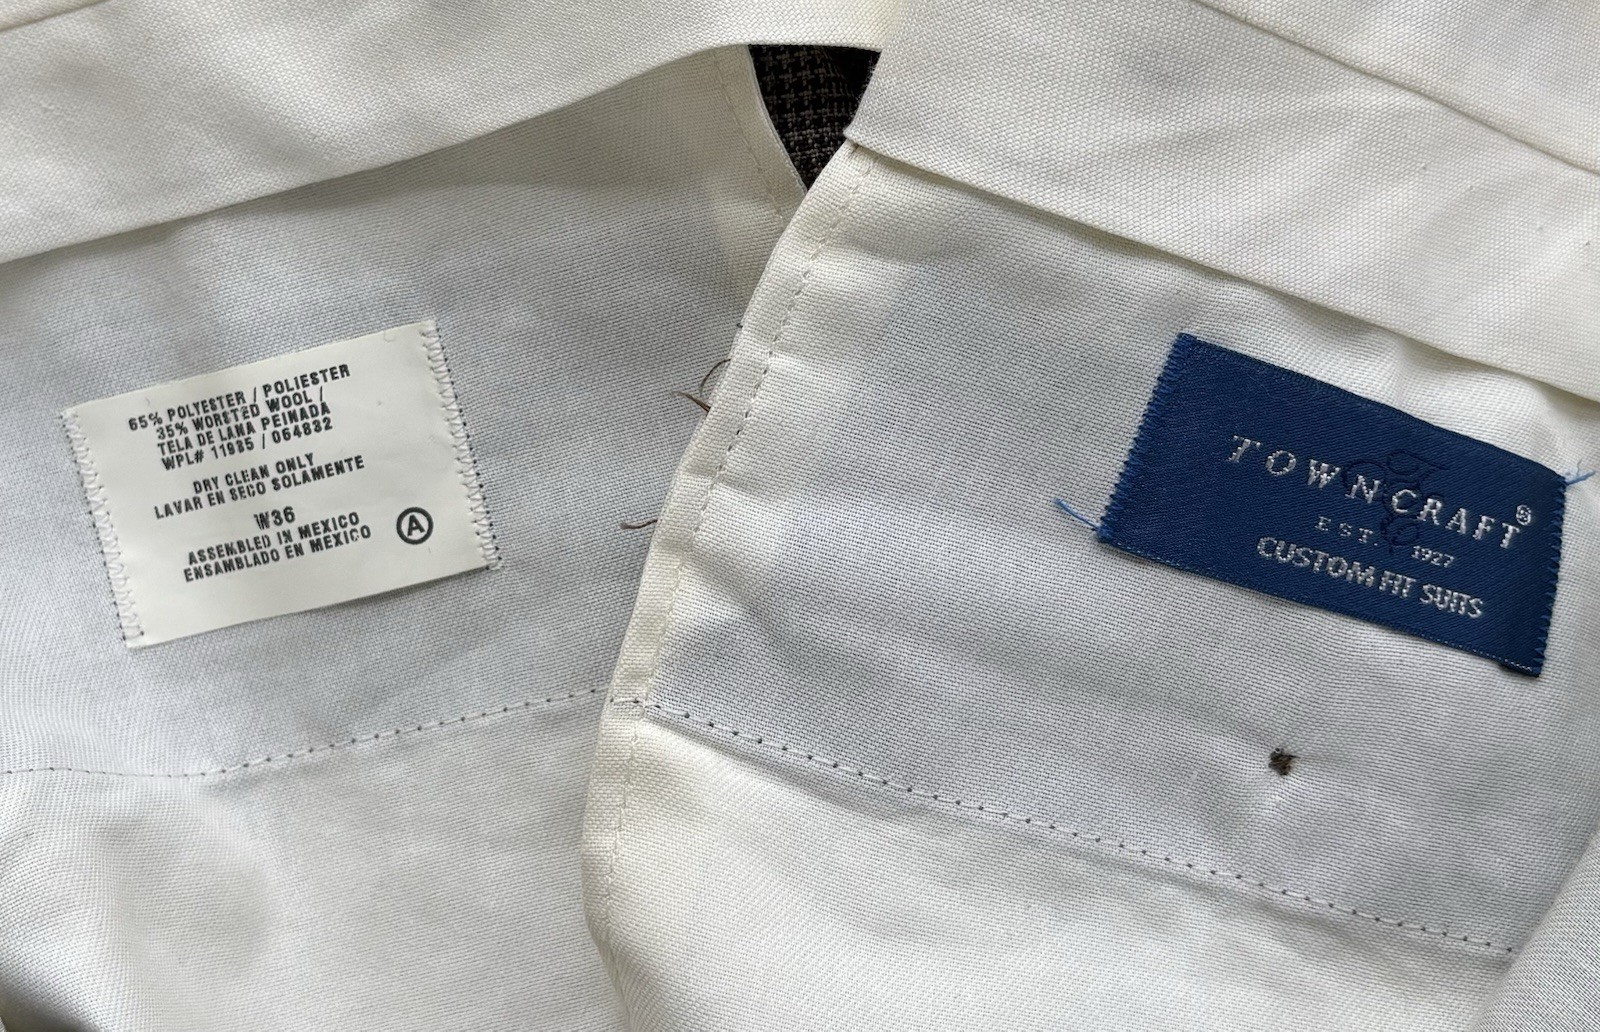 65% POLYESTER / POLIESTER
35% WORSTED WOOL /
TELA DE LANA PEINADA
WPL# 11935 / 064832
DRY CLEAN ONLY
LAVAR EN SECO SOLAMENTE
W36
ASSEMBLED IN MEXICO
ENSAMBLADO EN MEXICO
A
TOWNCRAFT®
EST. 1927
CUSTOM FIT SUITS